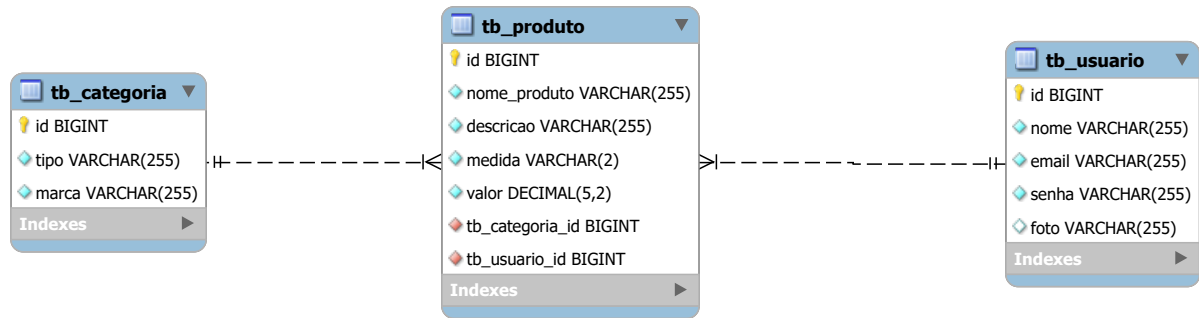 tb_categoria
id BIGINT
tipo VARCHAR(255)
marca VARCHAR(255)
Indexes
tb_produto
id BIGINT
nome_produto VARCHAR(255)
descricao VARCHAR(255)
medida VARCHAR(2)
valor DECIMAL(5,2)
tb_categoria_id BIGINT
tb_usuario_id BIGINT
Indexes
tb_usuario
id BIGINT
nome VARCHAR(255)
email VARCHAR(255)
senha VARCHAR(255)
foto VARCHAR(255)
Indexes